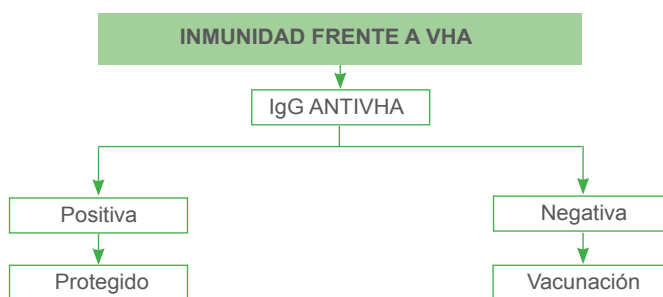 INMUNIDAD FRENTE A VHA
IgG ANTIVHA
Positiva
Negativa
Protegido
Vacunación